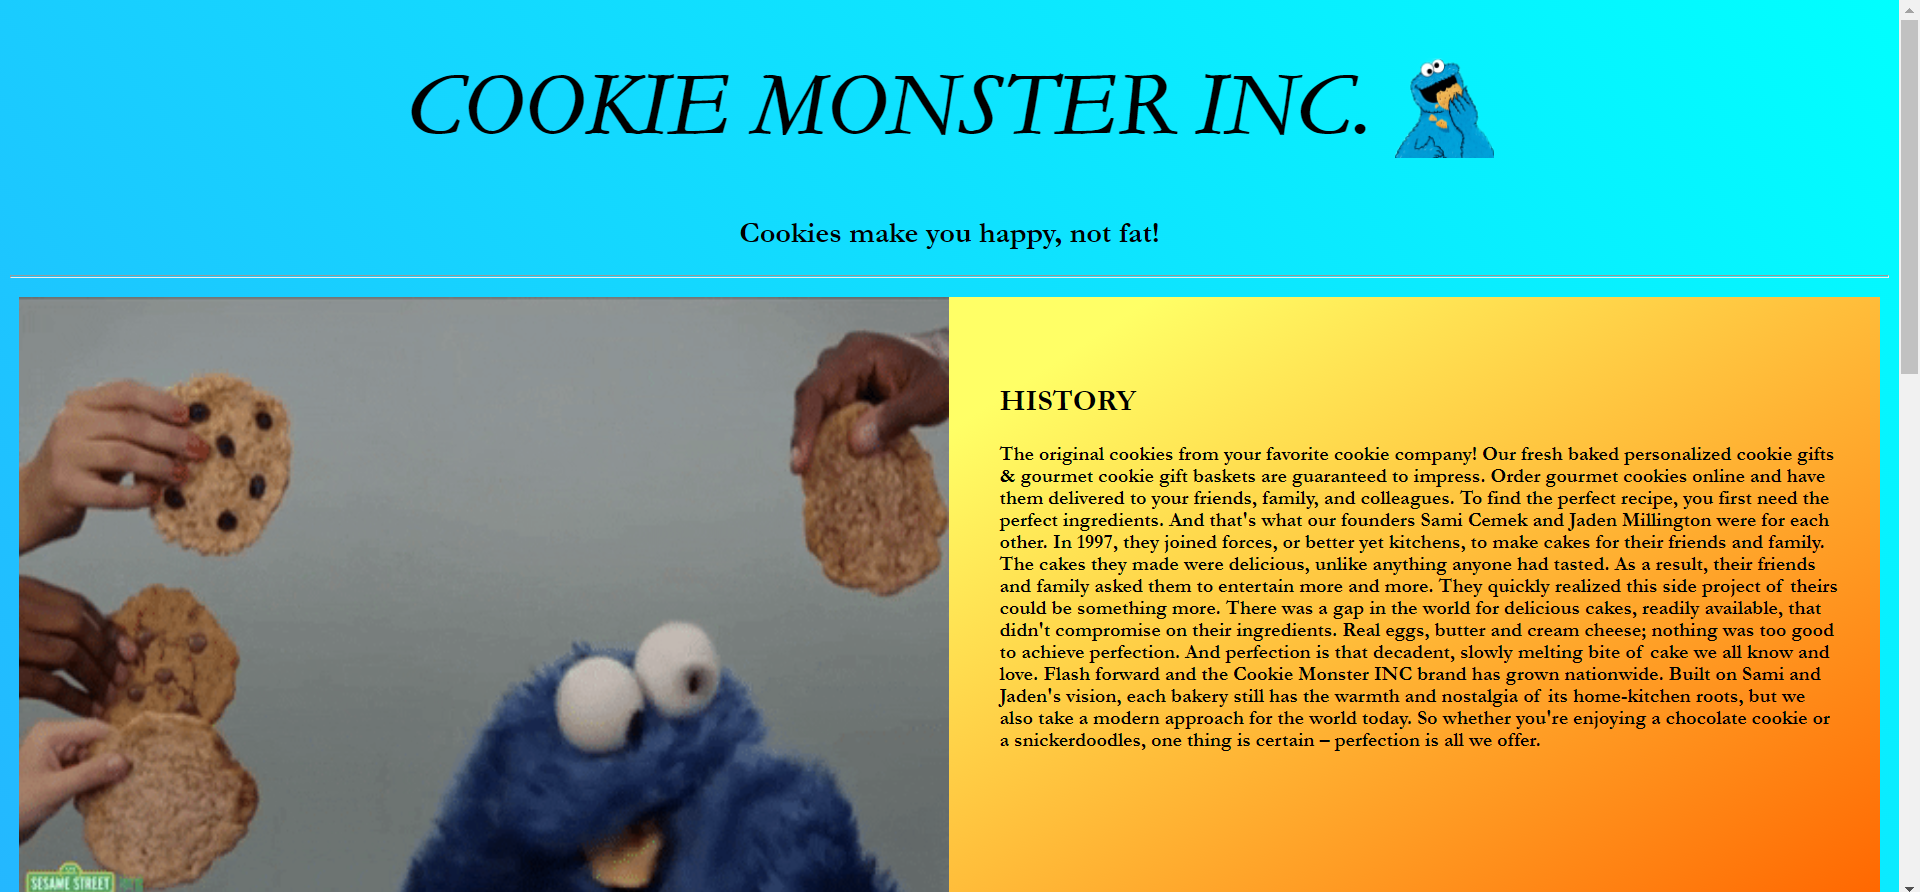 COOKIE MONSTER INC.
Cookies make you happy, not fat!
HISTORY
The original cookies from your favorite cookie company! Our fresh baked personalized cookie gifts
& gourmet cookie gift baskets are guaranteed to impress. Order gourmet cookies online and have
them delivered to your friends, family, and colleagues. To find the perfect recipe, you first need the
perfect ingredients. And that's what our founders Sami Cemek and Jaden Millington were for each
other. In 1997, they joined forces, or better yet kitchens, to make cakes for their friends and family.
The cakes they made were delicious, unlike anything anyone had tasted. As a result, their friends
and family asked them to entertain more and more. They quickly realized this side project of theirs
could be something more. There was a gap in the world for delicious cakes, readily available, that
didn't compromise on their ingredients. Real eggs, butter and cream cheese; nothing was too good
to achieve perfection. And perfection is that decadent, slowly melting bite of cake we all know and
love. Flash forward and the Cookie Monster INC brand has grown nationwide. Built on Sami and
Jaden's vision, each bakery still has the warmth and nostalgia of its home-kitchen roots, but we
also take a modern approach for the world today. So whether you're enjoying a chocolate cookie or
a snickerdoodles, one thing is certain – perfection is all we offer.
SESAME STREET